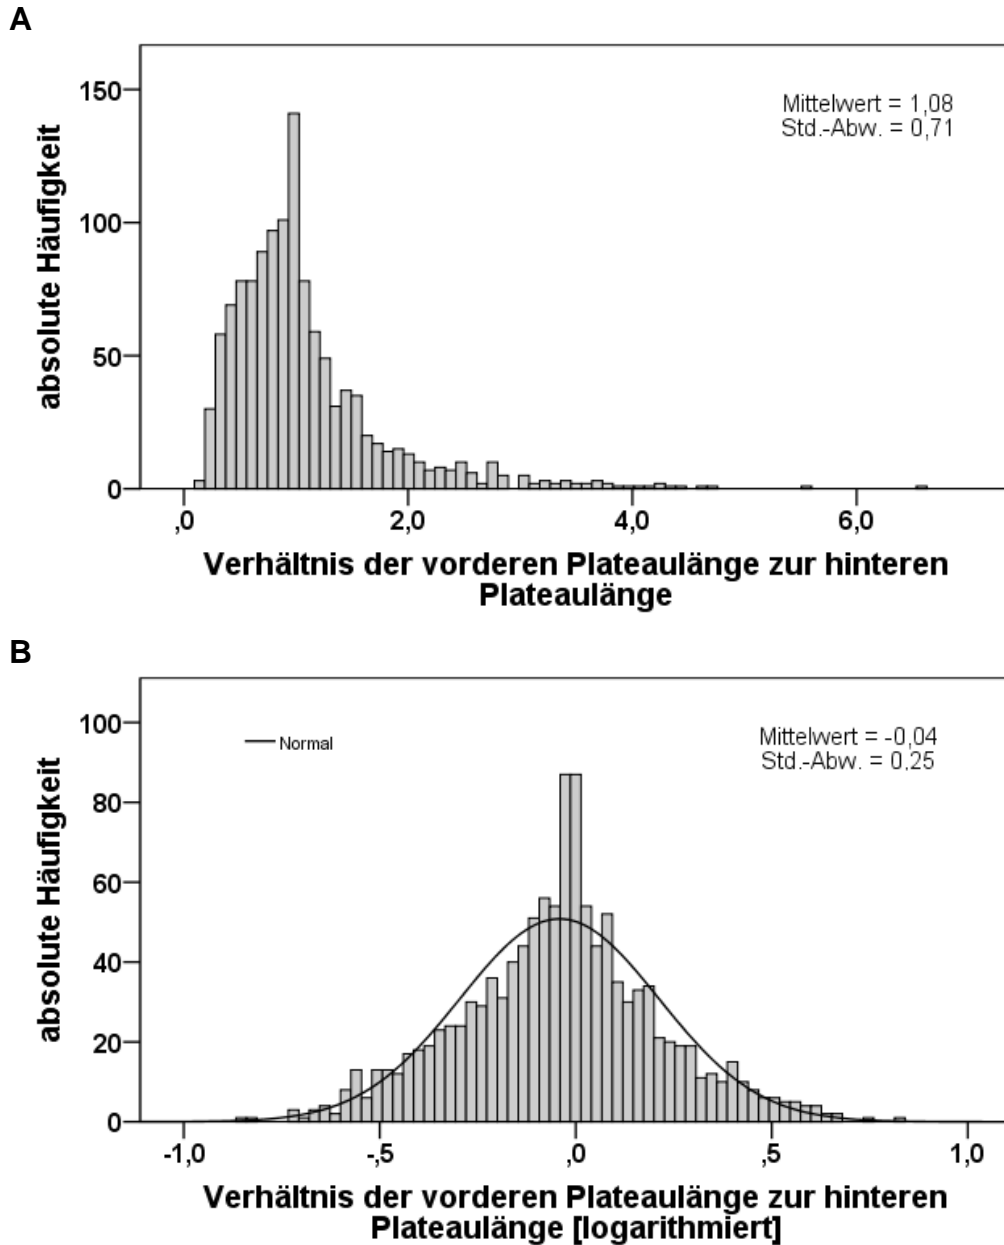 A
150
100
50
0
absolute Häufigkeit
Mittelwert = 1,08
Std.-Abw. = 0,71
,0 2,0 4,0 6,0
Verhältnis der vorderen Plateaulänge zur hinteren
Plateaulänge
B
100
80
60
40
20
0
absolute Häufigkeit
Normal
Mittelwert = -0,04
Std.-Abw. = 0,25
-1,0 -,5 ,0 ,5 1,0
Verhältnis der vorderen Plateaulänge zur hinteren
Plateaulänge [logarithmiert]